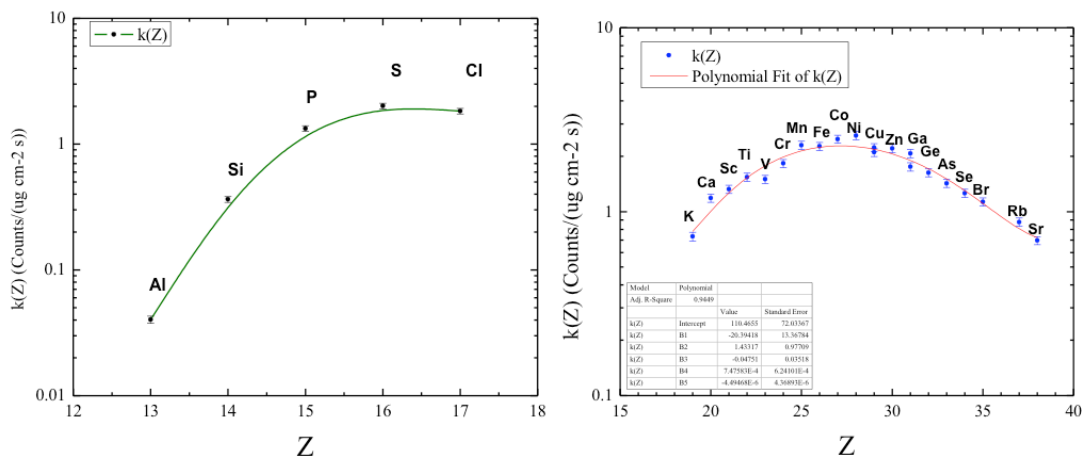 k(Z)
Al
Si
P
S
Cl
10
1
0.1
0.01
k(Z) (Counts/(ug cm-2 s))
12 13 14 15 16 17 18
Z
k(Z)
Polynomial Fit of k(Z)
K
Ca
Sc
Ti
V
Cr
Mn
Fe
Co
Ni
Cu
Zn
Ga
Ge
As
Se
Br
Rb
Sr
10
1
0.1
k(Z) (Counts/(ug cm-2 s))
Model Polynomial
Adj. R-Square 0.9449
Value Standard Error
k(Z) Intercept 110.4655 72.03367
k(Z) B1 -20.39418 13.36784
k(Z) B2 1.43317 0.97709
k(Z) B3 -0.04751 0.03518
k(Z) B4 7.47583E-4 6.24101E-4
k(Z) B5 -4.49468E-6 4.36893E-6
15 20 25 30 35 40
Z